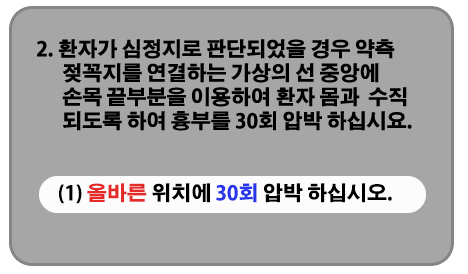 2. 환자가 심정지로 판단되었을 경우 약측
젖꼭지를 연결하는 가상의 선 중앙에
손목 끝부분을 이용하여 환자 몸과 수직
되도록 하여 흉부를 30회 압박 하십시요.
(1) 올바른 위치에 30회 압박 하십시오.